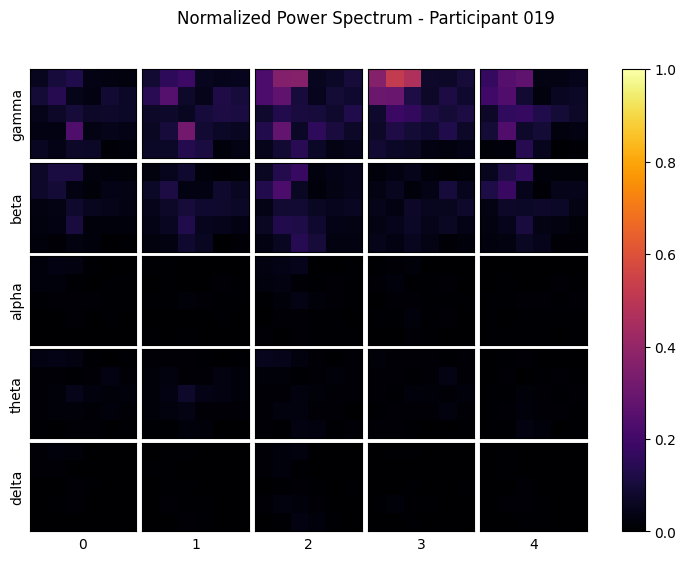 Normalized Power Spectrum - Participant 019
gamma
beta
alpha
theta
delta
0 1 2 3 4
1.0
0.8
0.6
0.4
0.2
0.0